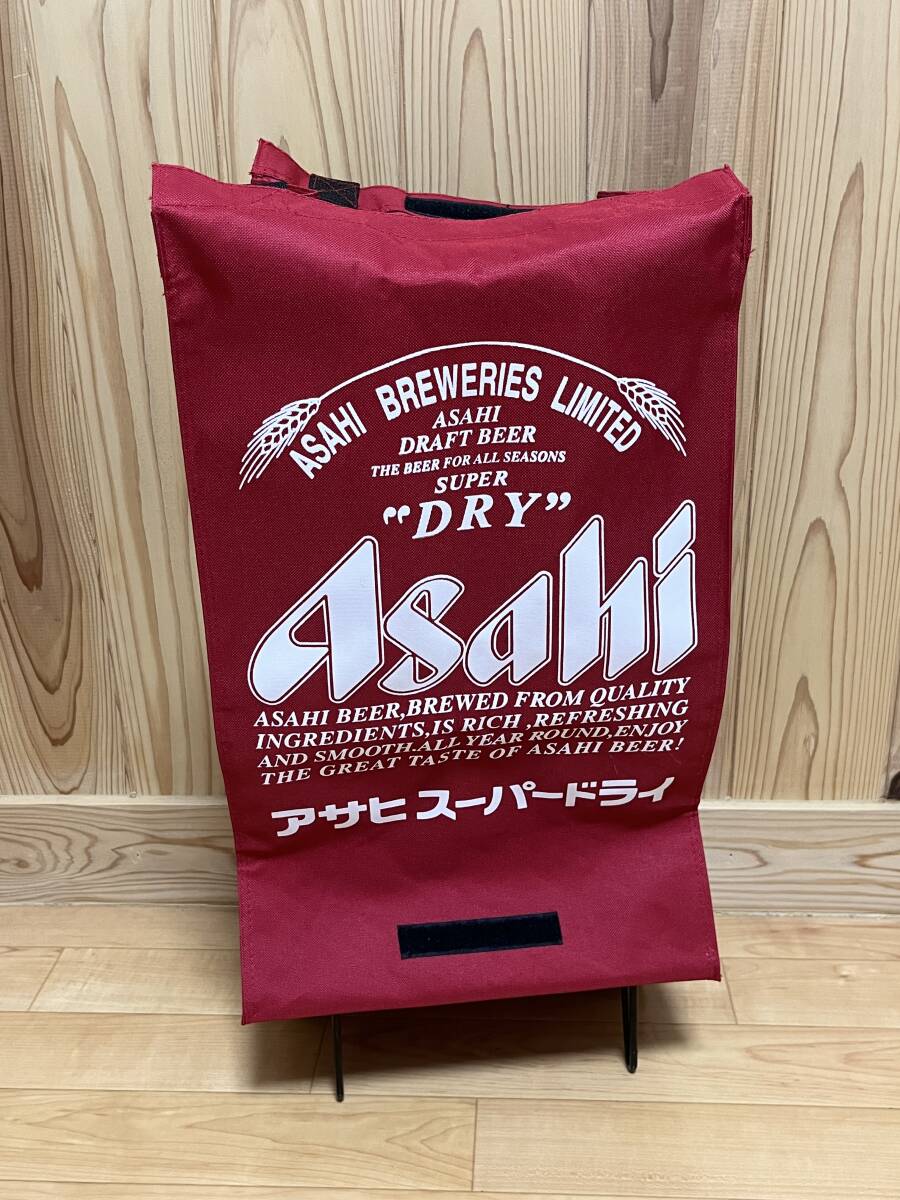 ASAHI BREWERIES LIMITED
ASAHI
DRAFT BEER
THE BEER FOR ALL SEASONS
SUPER
“DRY”
Asahi
ASAHI BEER,BREWED FROM QUALITY
INGREDIENTS,IS RICH ,REFRESHING
AND SMOOTH.ALL YEAR ROUND,ENJOY
THE GREAT TASTE OF ASAHI BEER!
アサヒ スーパードライ